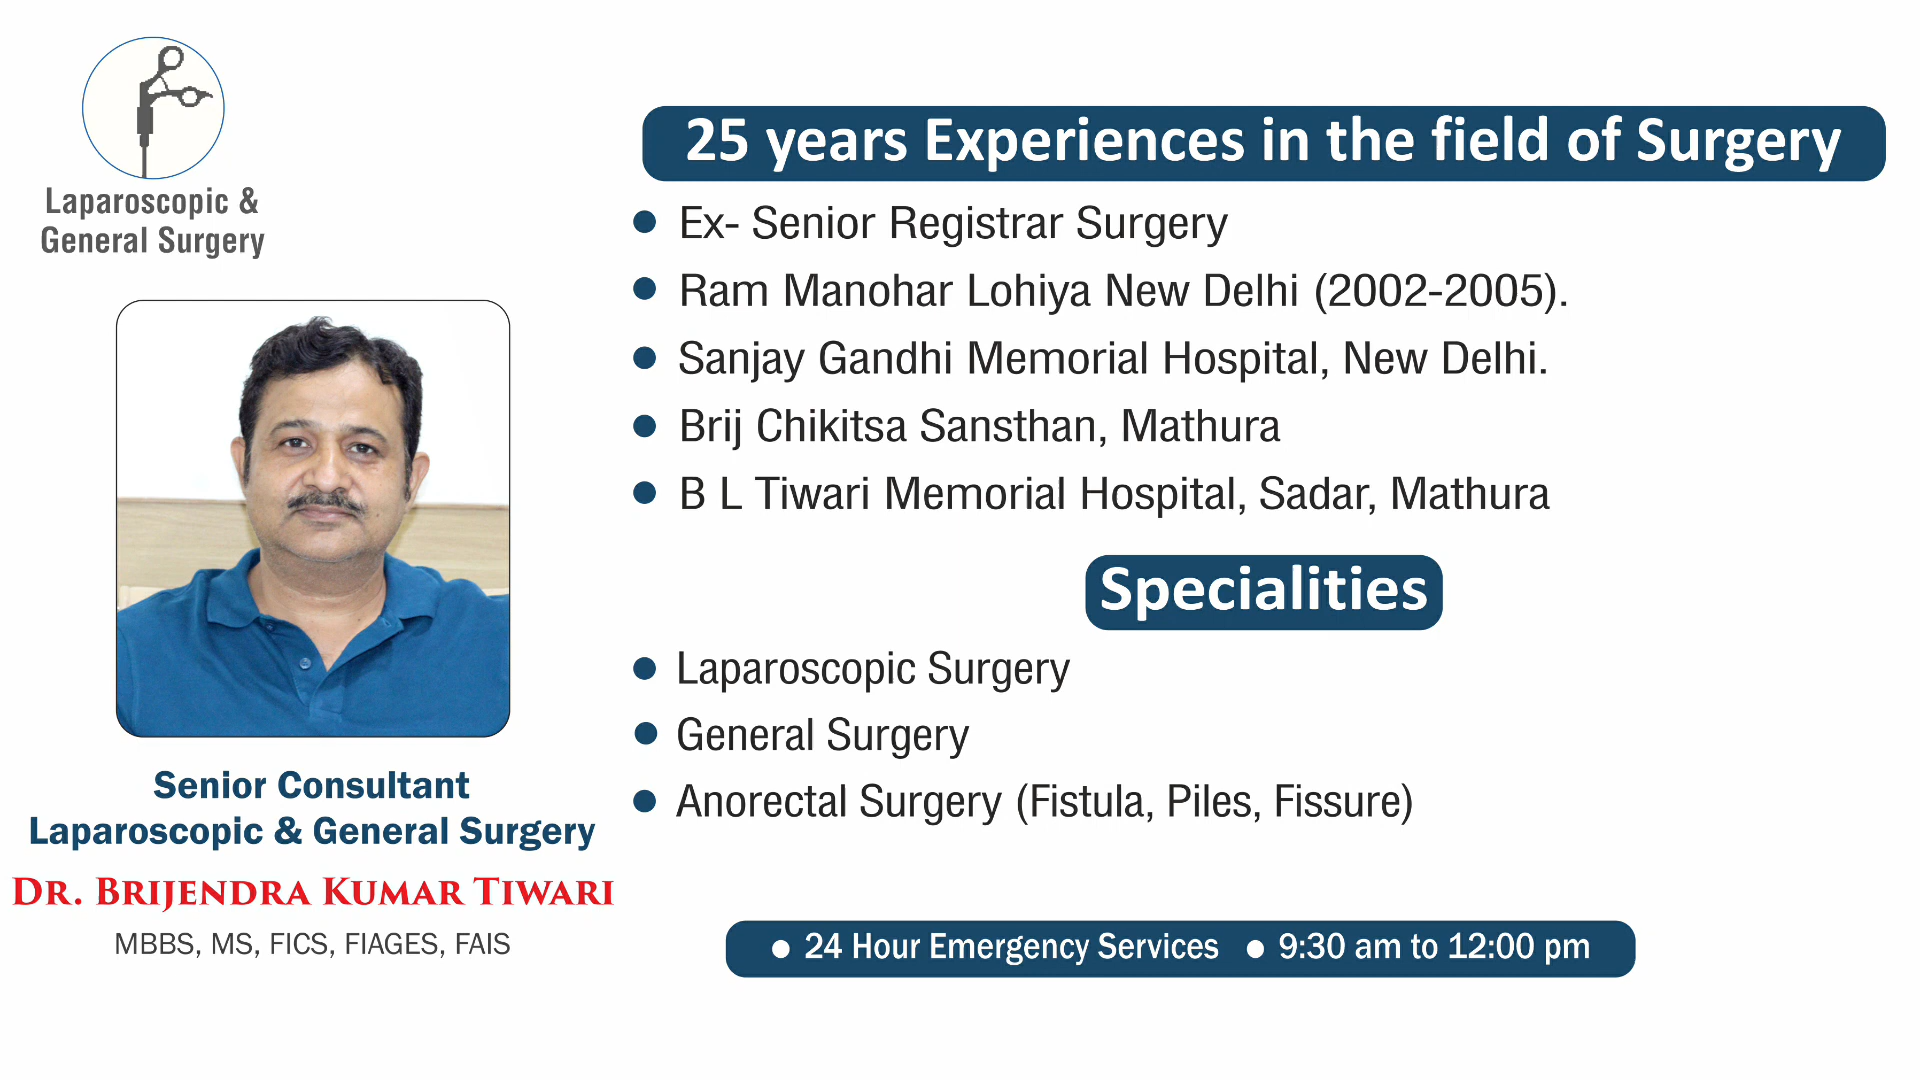 Laparoscopic &
General Surgery
Senior Consultant
Laparoscopic & General Surgery
Dr. Brijendra Kumar Tiwari
MBBS, MS, FICS, FIAGES, FAIS
25 years Experiences in the field of Surgery
● Ex- Senior Registrar Surgery
● Ram Manohar Lohiya New Delhi (2002-2005).
● Sanjay Gandhi Memorial Hospital, New Delhi.
● Brij Chikitsa Sansthan, Mathura
● B L Tiwari Memorial Hospital, Sadar, Mathura
Specialities
● Laparoscopic Surgery
● General Surgery
● Anorectal Surgery (Fistula, Piles, Fissure)
● 24 Hour Emergency Services ● 9:30 am to 12:00 pm